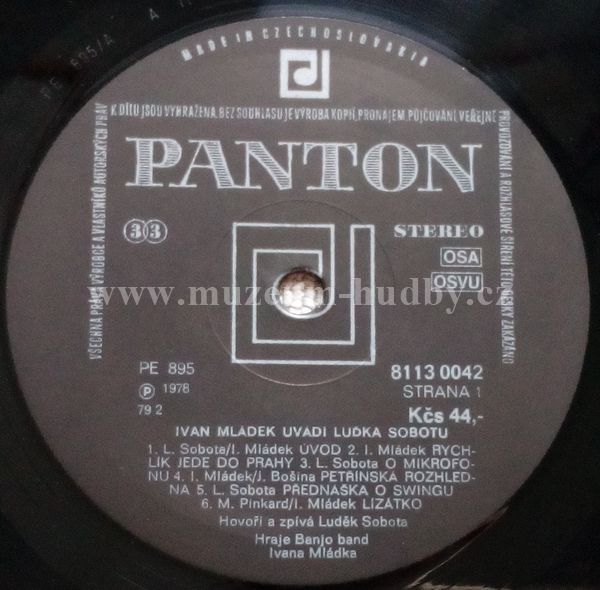 PE 895/A A
MADE IN CZECHOSLOVAKIA
VŠECHNA PRÁVA VÝROBCE A VLASTNÍKŮ AUTORSKÝCH PRÁV
K DÍLU JSOU VYHRAŽENA. BEZ SOUHLASU JE VÝROBA KOPIÍ, PRONÁJEM, PŮJČOVÁNÍ, VEŘEJNÉ
PROVOZOVÁNÍ A ROZHLASOVÉ ŠÍŘENÍ TÉTO DESKY ZAKÁZÁNO
PANTON
33
STEREO
OSA
OSVU
www.muzeum-hudby.cz
PE 895
℗ 1978
79 2
8113 0042
STRANA 1
Kčs 44,-
IVAN MLÁDEK UVÁDÍ LUĎKA SOBOTU
1. L. Sobota/I. Mládek ÚVOD 2. I. Mládek RYCH-
LÍK JEDE DO PRAHY 3. L. Sobota O MIKROFO-
NU 4. I. Mládek/J. Bošina PETŘÍNSKÁ ROZHLED-
NA 5. L. Sobota PŘEDNÁŠKA O SWINGU
6. M. Pinkard/I. Mládek LÍZÁTKO
Hovoří a zpívá Luděk Sobota
Hraje Banjo band
Ivana Mládka